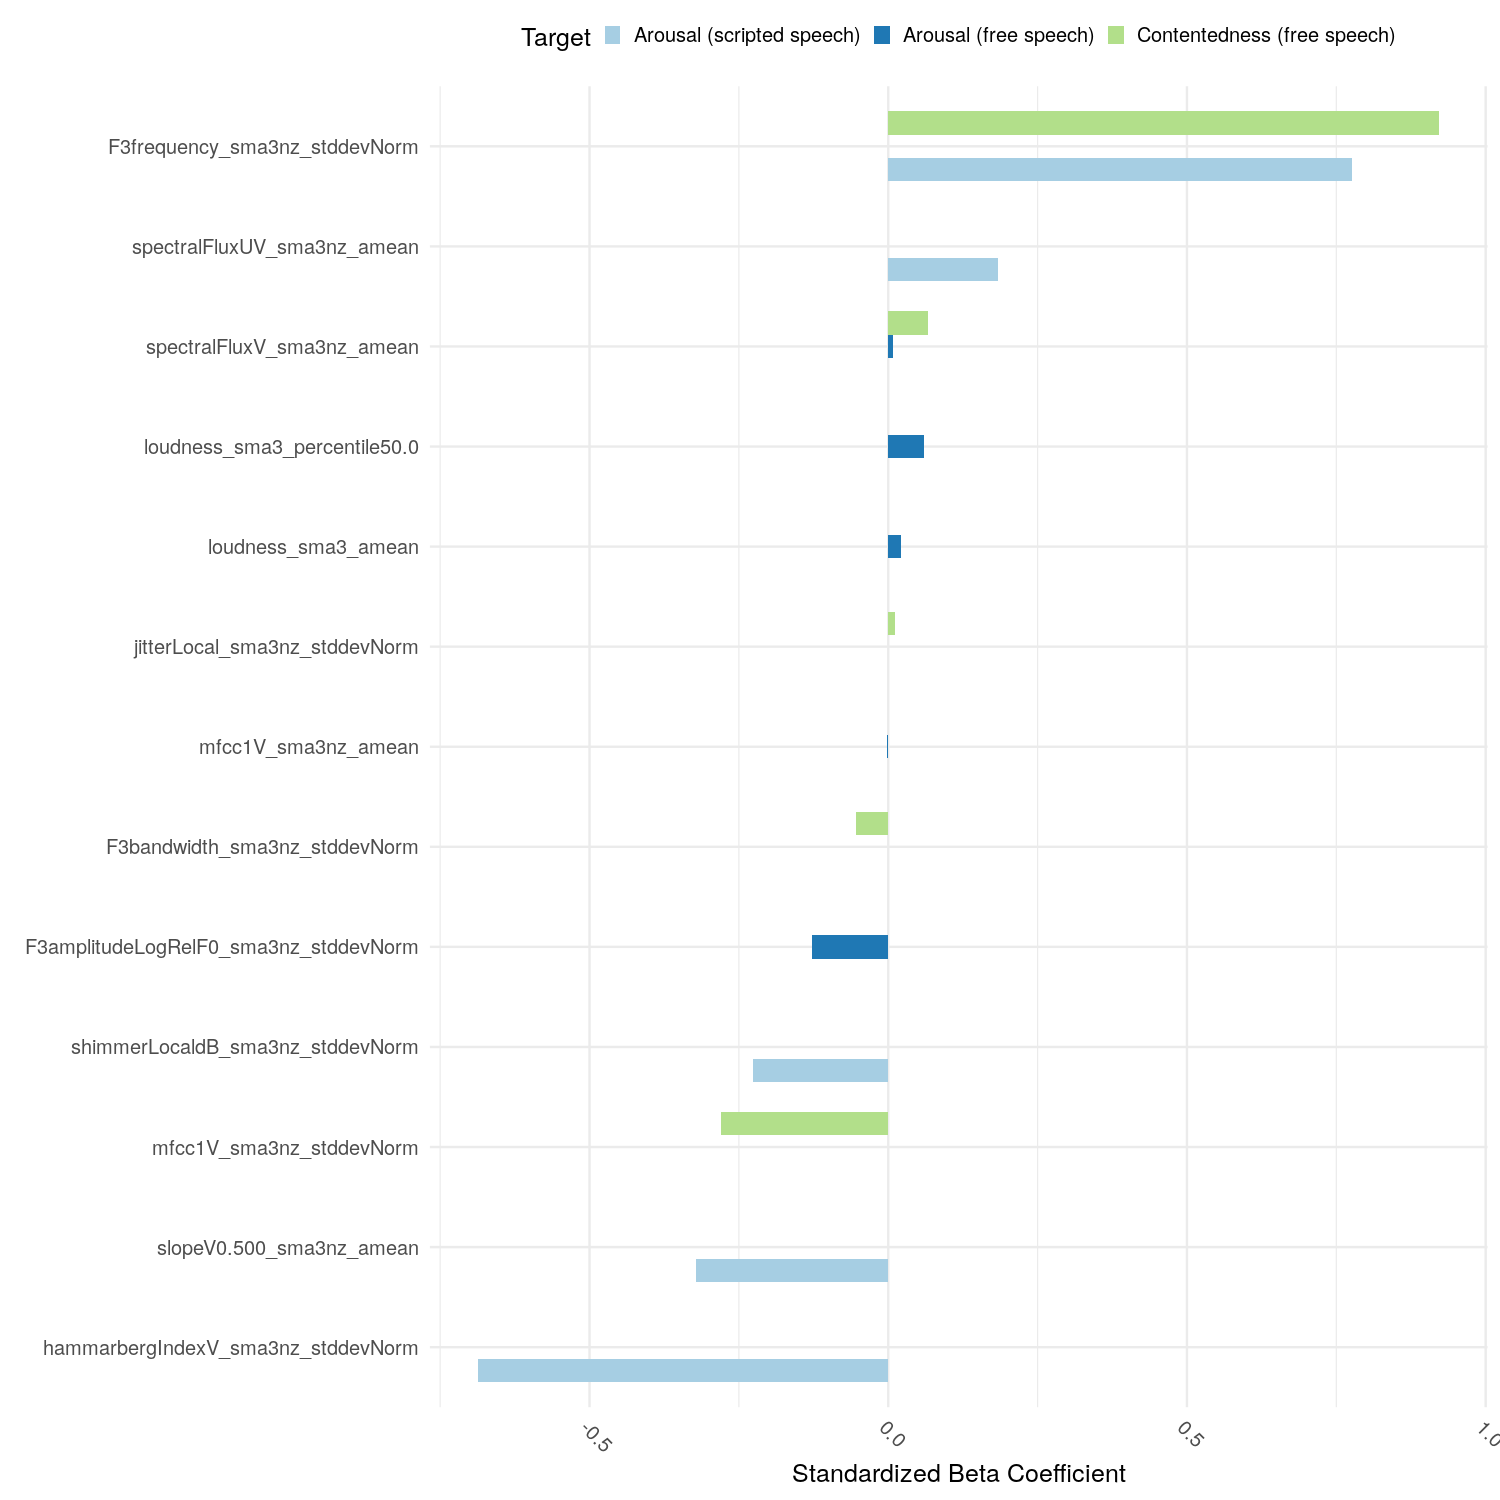 Target Arousal (scripted speech) Arousal (free speech) Contentedness (free speech)
F3frequency_sma3nz_stddevNorm
spectralFluxUV_sma3nz_amean
spectralFluxV_sma3nz_amean
loudness_sma3_percentile50.0
loudness_sma3_amean
jitterLocal_sma3nz_stddevNorm
mfcc1V_sma3nz_amean
F3bandwidth_sma3nz_stddevNorm
F3amplitudeLogRelF0_sma3nz_stddevNorm
shimmerLocaldB_sma3nz_stddevNorm
mfcc1V_sma3nz_stddevNorm
slopeV0.500_sma3nz_amean
hammarbergIndexV_sma3nz_stddevNorm
-0.5 0.0 0.5 1.0
Standardized Beta Coefficient